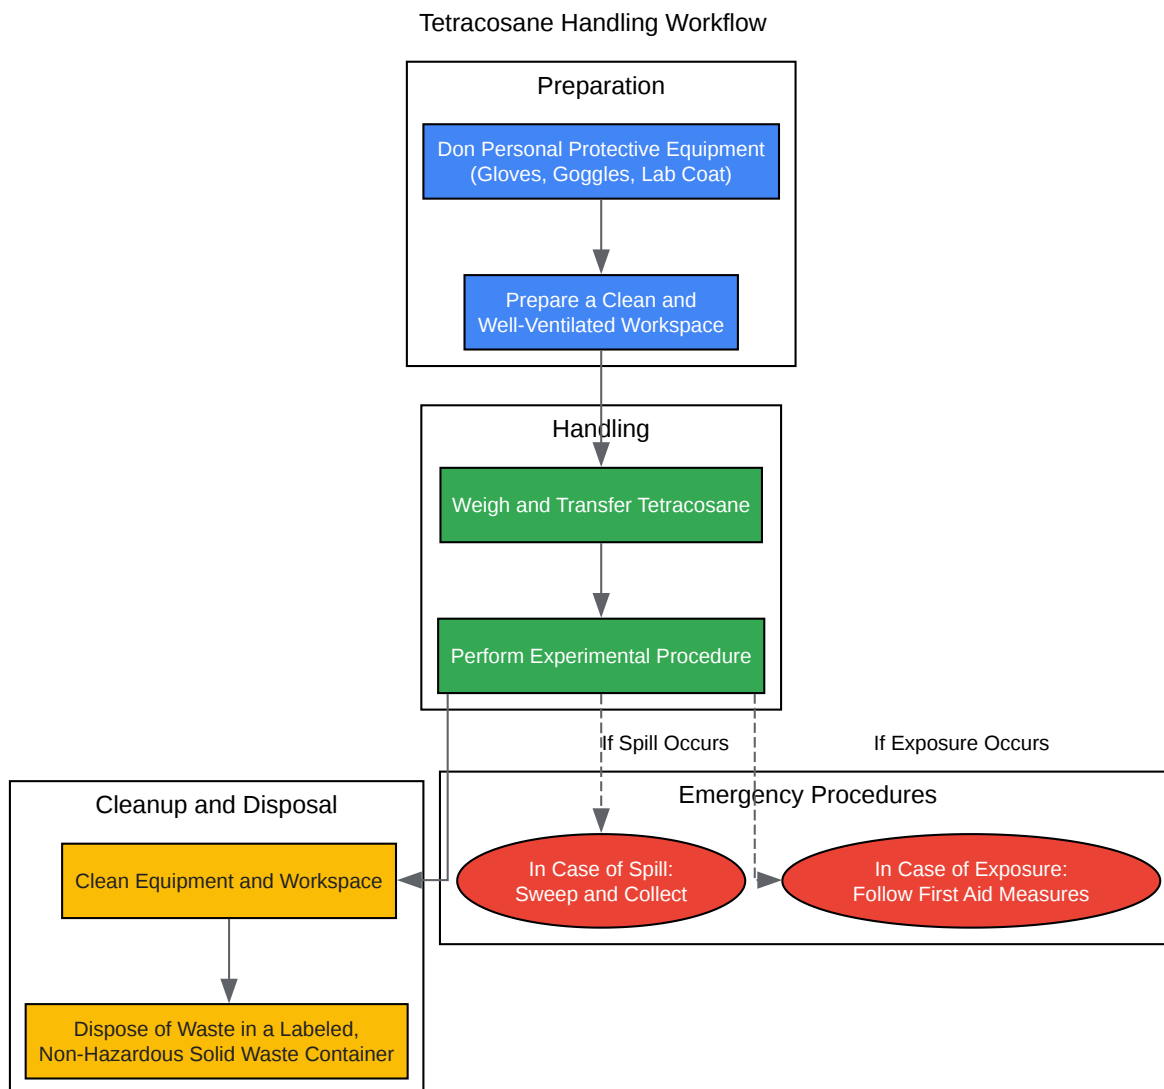 Tetracosane Handling Workflow
Preparation
Don Personal Protective Equipment
(Gloves, Goggles, Lab Coat)
Prepare a Clean and
Well-Ventilated Workspace
Handling
Weigh and Transfer Tetracosane
Perform Experimental Procedure
If Spill Occurs
If Exposure Occurs
Cleanup and Disposal
Emergency Procedures
Clean Equipment and Workspace
In Case of Spill:
Sweep and Collect
In Case of Exposure:
Follow First Aid Measures
Dispose of Waste in a Labeled,
Non-Hazardous Solid Waste Container